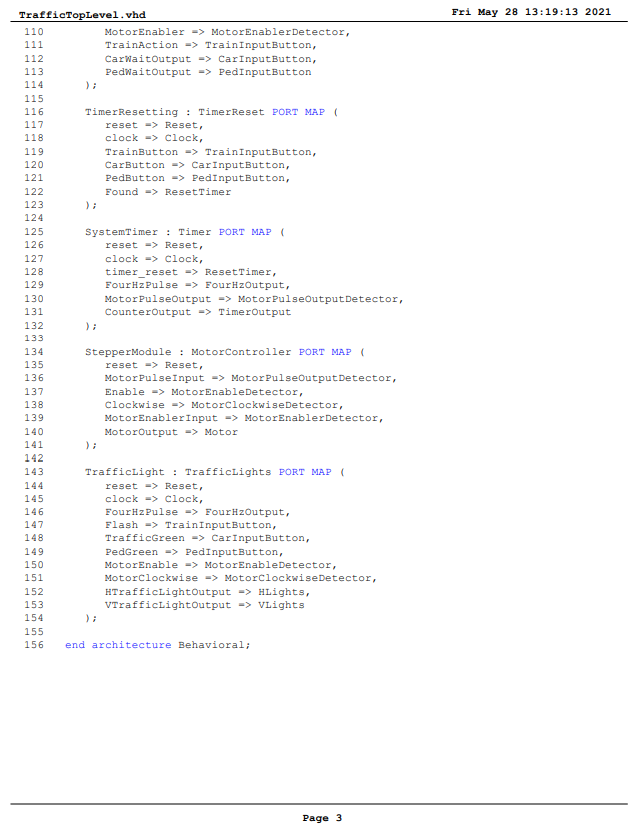 TrafficTopLevel.vhd Fri May 28 13:19:13 2021
110 MotorEnabler => MotorEnablerDetector,
111 TrainAction => TrainInputButton,
112 CarWaitOutput => CarInputButton,
113 PedWaitOutput => PedInputButton
114 );
115
116 TimerResetting : TimerReset PORT MAP (
117 reset => Reset,
118 clock => Clock,
119 TrainButton => TrainInputButton,
120 CarButton => CarInputButton,
121 PedButton => PedInputButton,
122 Found => ResetTimer
123 );
124
125 SystemTimer : Timer PORT MAP (
126 reset => Reset,
127 clock => Clock,
128 timer_reset => ResetTimer,
129 FourHzPulse => FourHzOutput,
130 MotorPulseOutput => MotorPulseOutputDetector,
131 CounterOutput => TimerOutput
132 );
133
134 StepperModule : MotorController PORT MAP (
135 reset => Reset,
136 MotorPulseInput => MotorPulseOutputDetector,
137 Enable => MotorEnableDetector,
138 Clockwise => MotorClockwiseDetector,
139 MotorEnablerInput => MotorEnablerDetector,
140 MotorOutput => Motor
141 );
142
143 TrafficLight : TrafficLights PORT MAP (
144 reset => Reset,
145 clock => Clock,
146 FourHzPulse => FourHzOutput,
147 Flash => TrainInputButton,
148 TrafficGreen => CarInputButton,
149 PedGreen => PedInputButton,
150 MotorEnable => MotorEnableDetector,
151 MotorClockwise => MotorClockwiseDetector,
152 HTrafficLightOutput => HLights,
153 VTrafficLightOutput => VLights
154 );
155
156 end architecture Behavioral;
Page 3